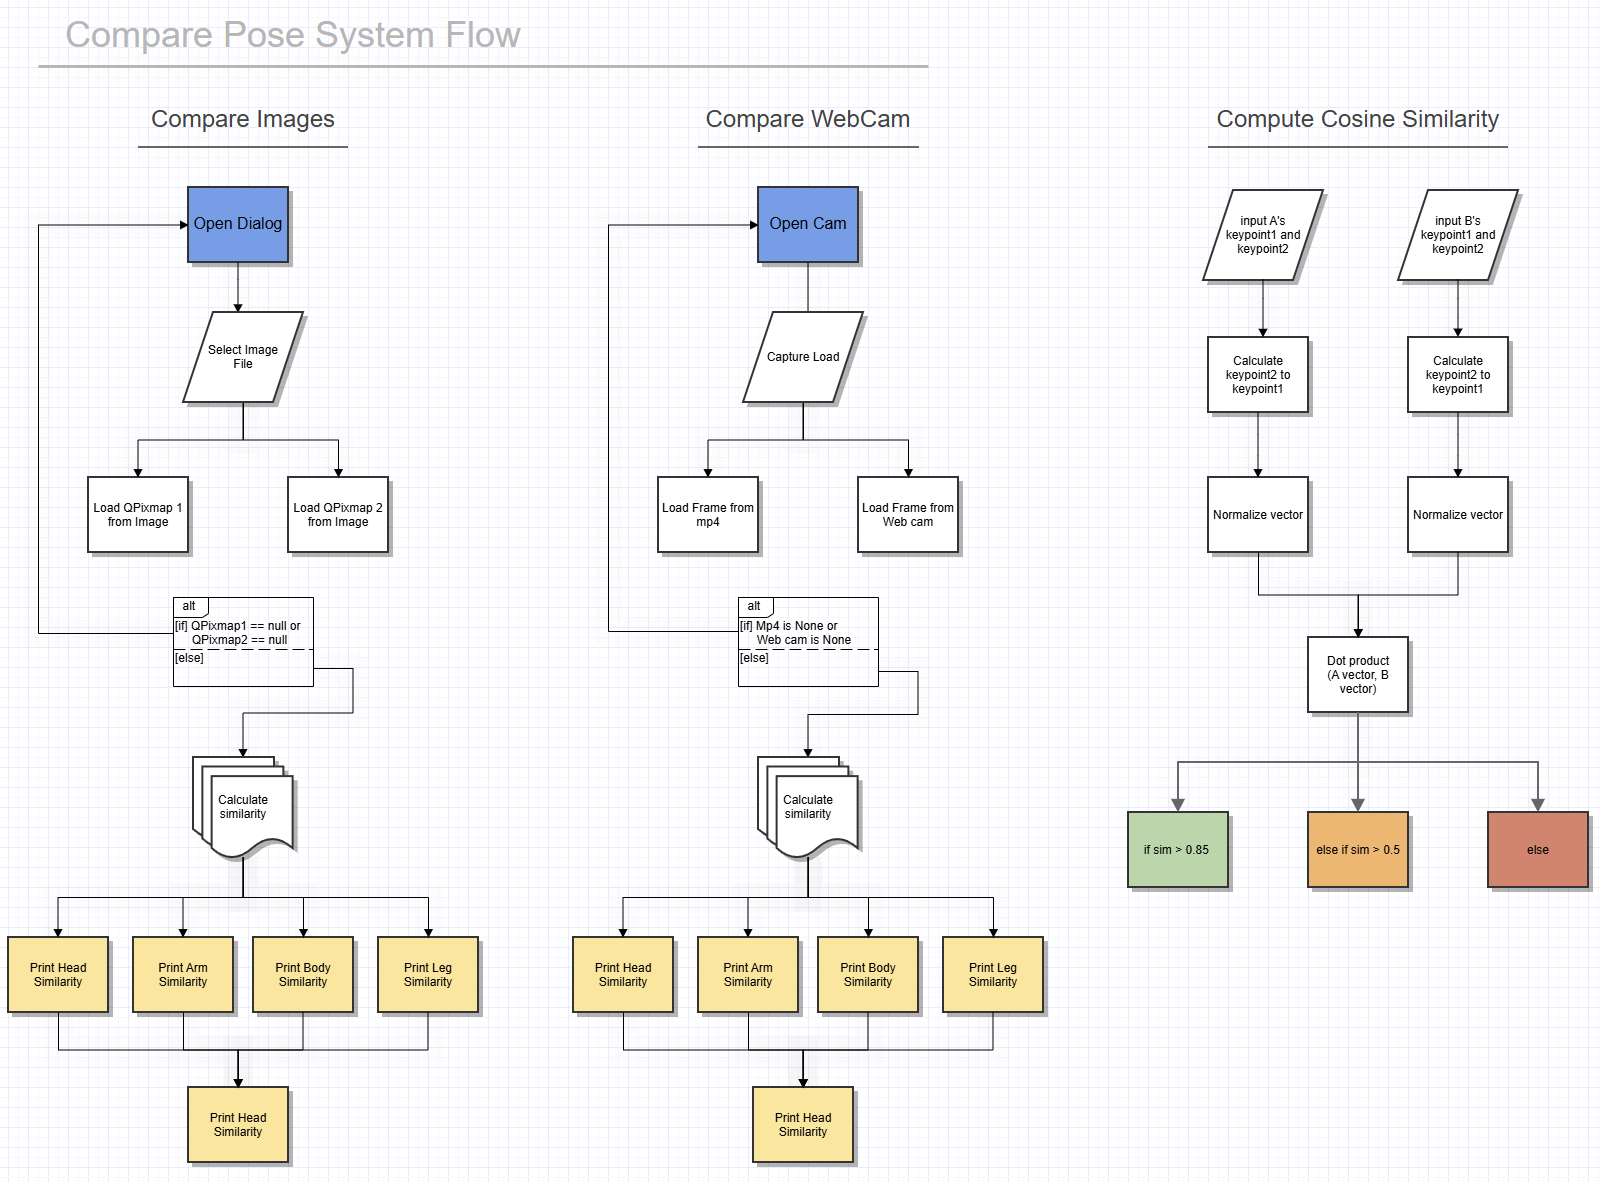 Compare Pose System Flow
Compare Images
Open Dialog
Select Image
File
Load QPixmap 1
from Image
Load QPixmap 2
from Image
alt
[if] QPixmap1 == null or
QPixmap2 == null
[else]
Calculate
similarity
Print Head
Similarity
Print Arm
Similarity
Print Body
Similarity
Print Leg
Similarity
Print Head
Similarity
Compare WebCam
Open Cam
Capture Load
Load Frame from
mp4
Load Frame from
Web cam
alt
[if] Mp4 is None or
Web cam is None
[else]
Calculate
similarity
Print Head
Similarity
Print Arm
Similarity
Print Body
Similarity
Print Leg
Similarity
Print Head
Similarity
Compute Cosine Similarity
input A's
keypoint1 and
keypoint2
input B's
keypoint1 and
keypoint2
Calculate
keypoint2 to
keypoint1
Calculate
keypoint2 to
keypoint1
Normalize vector
Normalize vector
Dot product
(A vector, B
vector)
if sim > 0.85
else if sim > 0.5
else